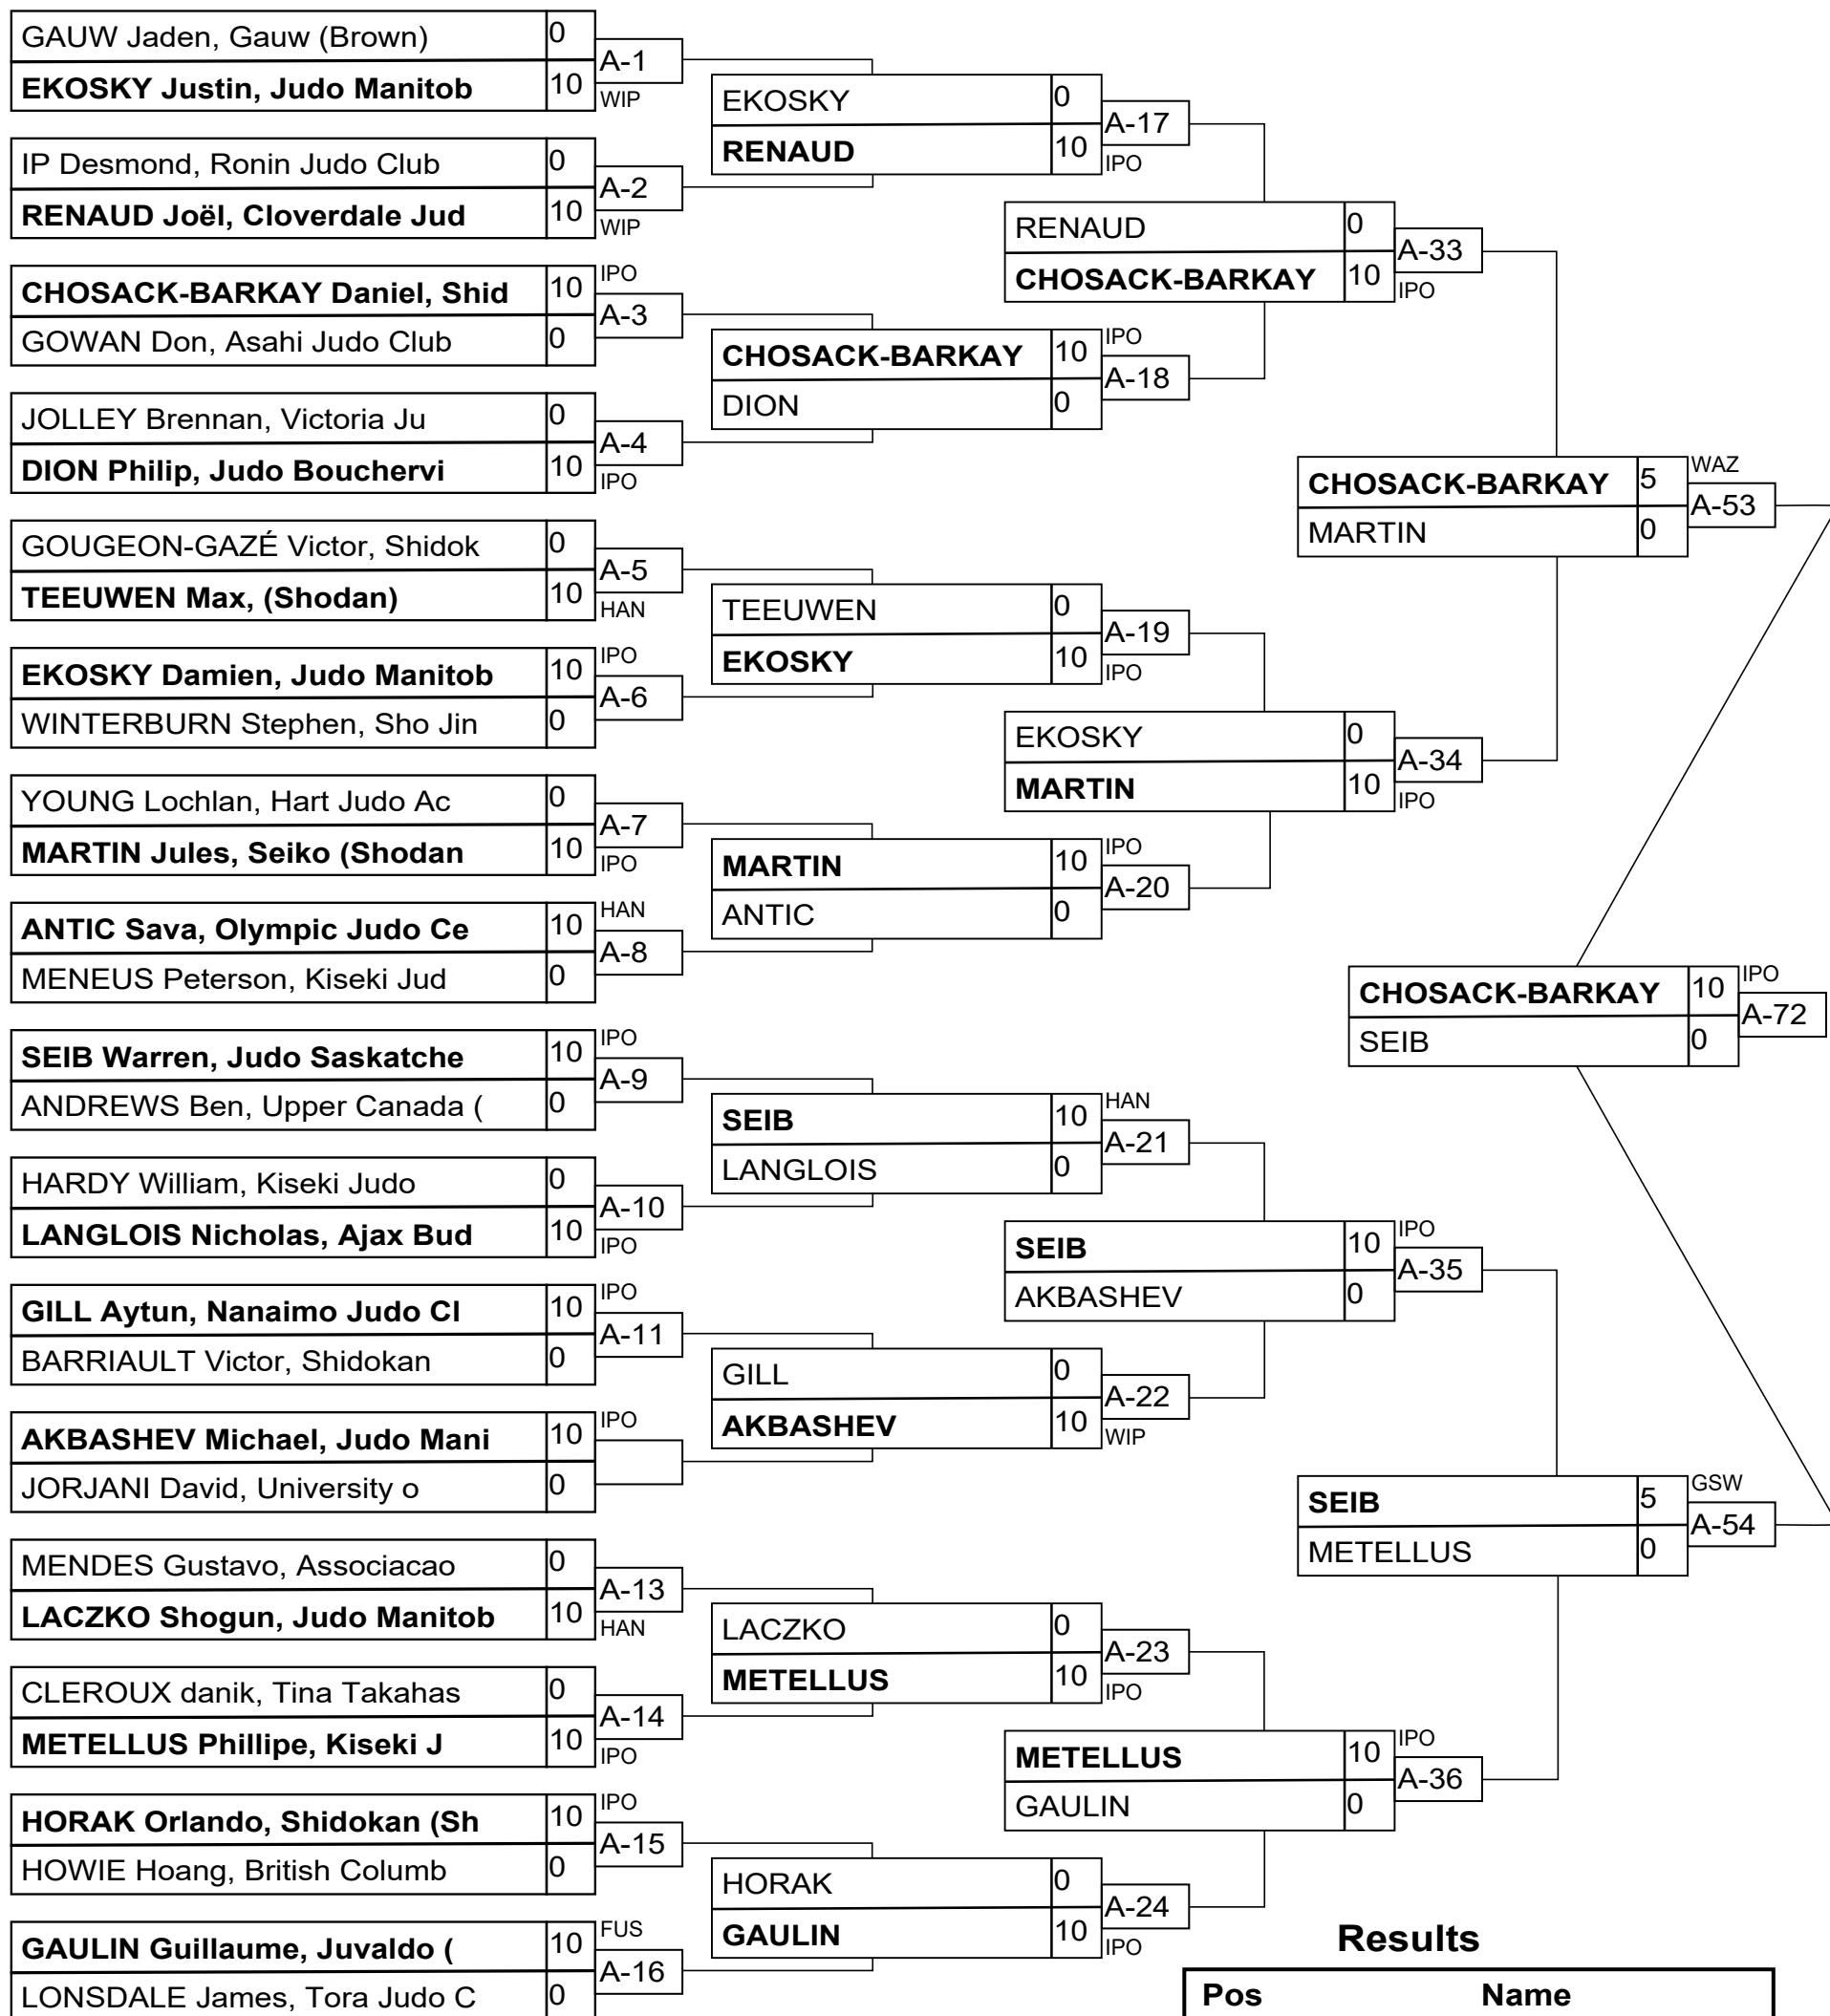 GAUW Jaden, Gauw (Brown) 0
A-1
EKOSKY Justin, Judo Manitob 10
WIP
IP Desmond, Ronin Judo Club 0
A-2
RENAUD Joël, Cloverdale Jud 10
WIP
CHOSACK-BARKAY Daniel, Shid 10
IPO
A-3
GOWAN Don, Asahi Judo Club 0
JOLLEY Brennan, Victoria Ju 0
A-4
DION Philip, Judo Bouchervi 10
IPO
GOUGEON-GAZÉ Victor, Shidok 0
A-5
TEEUWEN Max, (Shodan) 10
HAN
EKOSKY Damien, Judo Manitob 10
IPO
A-6
WINTERBURN Stephen, Sho Jin 0
YOUNG Lochlan, Hart Judo Ac 0
A-7
MARTIN Jules, Seiko (Shodan 10
IPO
ANTIC Sava, Olympic Judo Ce 10
HAN
A-8
MENEUS Peterson, Kiseki Jud 0
SEIB Warren, Judo Saskatche 10
IPO
A-9
ANDREWS Ben, Upper Canada ( 0
HARDY William, Kiseki Judo 0
A-10
LANGLOIS Nicholas, Ajax Bud 10
IPO
GILL Aytun, Nanaimo Judo Cl 10
IPO
A-11
BARRIAULT Victor, Shidokan 0
AKBASHEV Michael, Judo Mani 10
IPO
JORJANI David, University o 0
MENDES Gustavo, Associacao 0
A-13
LACZKO Shogun, Judo Manitob 10
HAN
CLEROUX danik, Tina Takahas 0
A-14
METELLUS Phillipe, Kiseki J 10
IPO
HORAK Orlando, Shidokan (Sh 10
IPO
A-15
HOWIE Hoang, British Columb 0
GAULIN Guillaume, Juvaldo ( 10
FUS
A-16
LONSDALE James, Tora Judo C 0
EKOSKY 0
A-17
RENAUD 10
IPO
CHOSACK-BARKAY 10
IPO
A-18
DION 0
TEEUWEN 0
A-19
EKOSKY 10
IPO
MARTIN 10
IPO
A-20
ANTIC 0
SEIB 10
HAN
A-21
LANGLOIS 0
GILL 0
A-22
AKBASHEV 10
WIP
LACZKO 0
A-23
METELLUS 10
IPO
HORAK 0
A-24
GAULIN 10
IPO
RENAUD 0
A-33
CHOSACK-BARKAY 10
IPO
EKOSKY 0
A-34
MARTIN 10
IPO
SEIB 10
IPO
A-35
AKBASHEV 0
METELLUS 10
IPO
A-36
GAULIN 0
CHOSACK-BARKAY 5
WAZ
A-53
MARTIN 0
SEIB 5
GSW
A-54
METELLUS 0
CHOSACK-BARKAY 10
IPO
A-72
SEIB 0
Results
Pos Name